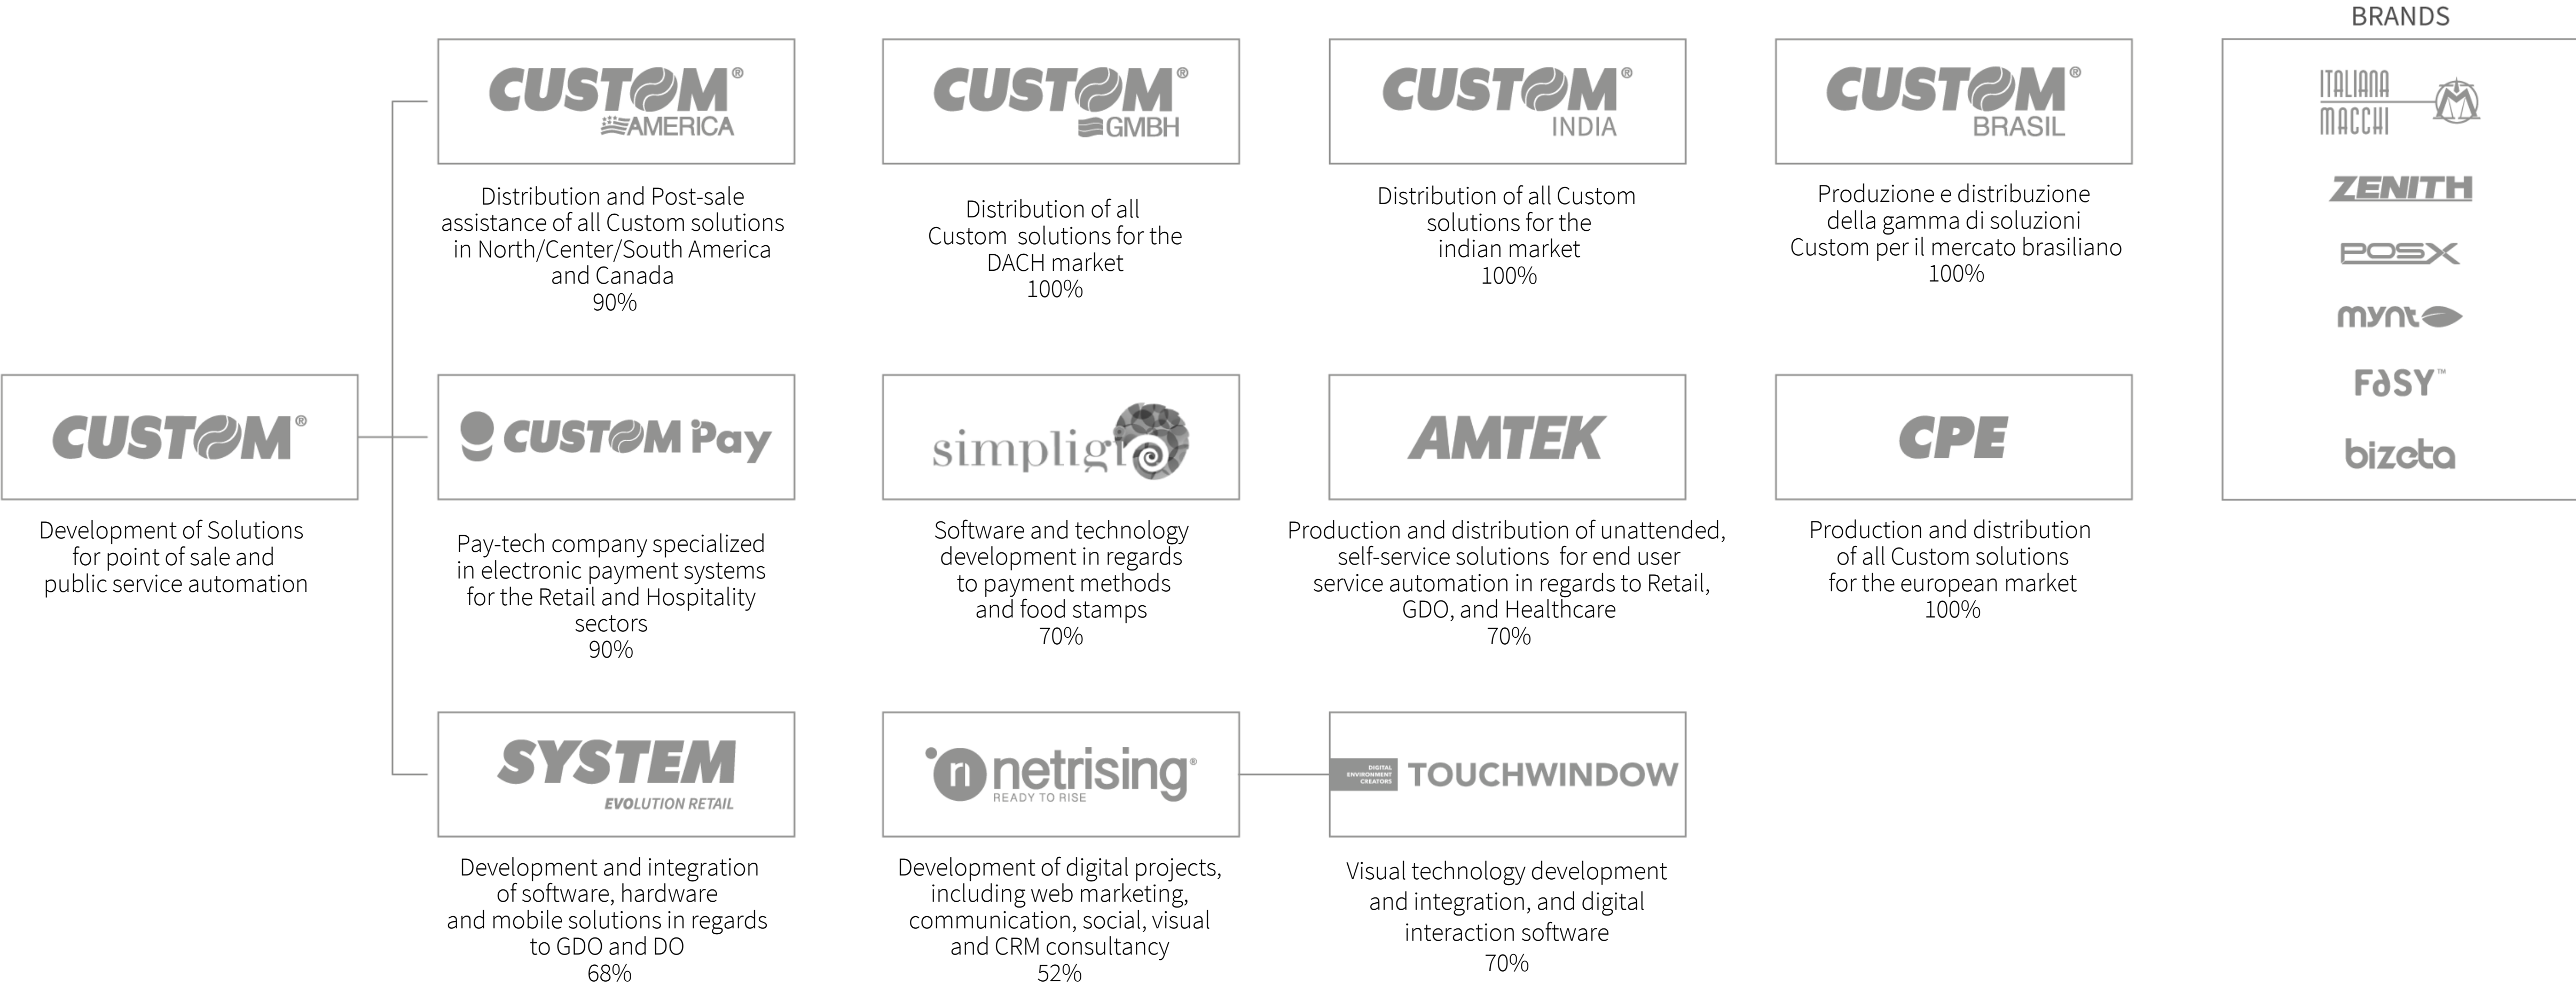 BRANDS
CUSTOM®
AMERICA
Distribution and Post-sale
assistance of all Custom solutions
in North/Center/South America
and Canada
90%
CUSTOM®
GMBH
Distribution of all
Custom solutions for the
DACH market
100%
CUSTOM®
INDIA
Distribution of all Custom
solutions for the
indian market
100%
CUSTOM®
BRASIL
Produzione e distribuzione
della gamma di soluzioni
Custom per il mercato brasiliano
100%
ITALIANA
MACCHI
ZENITH
POSX
mynt
FASY™
bizeta
CUSTOM®
Development of Solutions
for point of sale and
public service automation
CUSTOM Pay
Pay-tech company specialized
in electronic payment systems
for the Retail and Hospitality
sectors
90%
simpligi
Software and technology
development in regards
to payment methods
and food stamps
70%
AMTEK
Production and distribution of unattended,
self-service solutions for end user
service automation in regards to Retail,
GDO, and Healthcare
70%
CPE
Production and distribution
of all Custom solutions
for the european market
100%
SYSTEM
EVOLUTION RETAIL
Development and integration
of software, hardware
and mobile solutions in regards
to GDO and DO
68%
n netrising®
READY TO RISE
Development of digital projects,
including web marketing,
communication, social, visual
and CRM consultancy
52%
DIGITAL
ENVIRONMENT
CREATORS
TOUCHWINDOW
Visual technology development
and integration, and digital
interaction software
70%